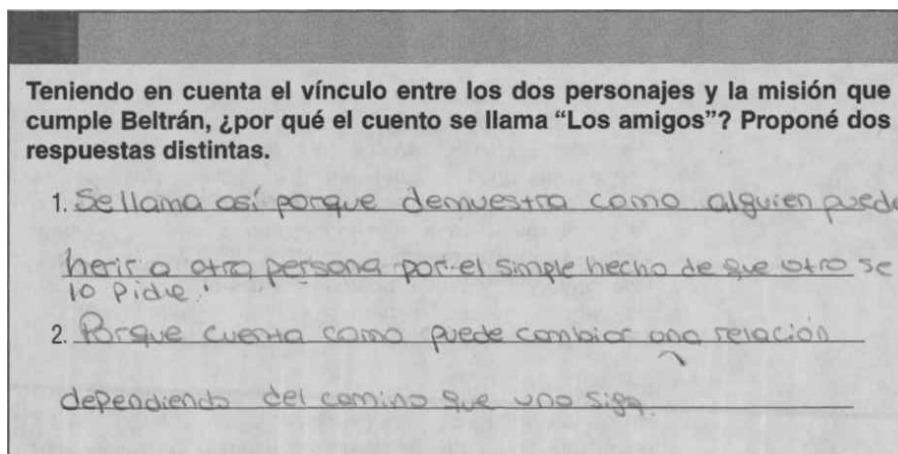 Teniendo en cuenta el vínculo entre los dos personajes y la misión que
cumple Beltrán, ¿por qué el cuento se llama “Los amigos”? Proponé dos
respuestas distintas.
1. Se llama así porque demuestra como alguien puede
herir a otra persona por el simple hecho de que otro se
lo pide.
2. Porque cuenta como puede cambiar una relación
dependiendo del camino que uno siga.